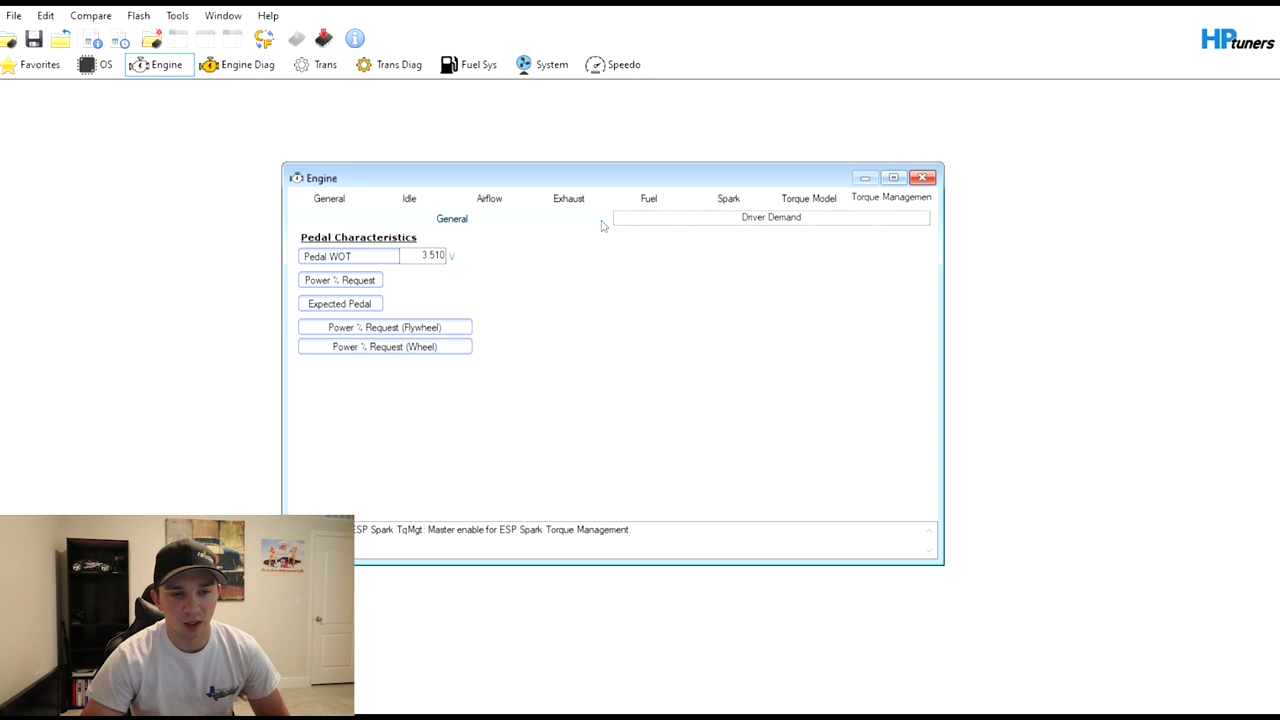 File Edit Compare Flash Tools Window Help
HPtuners
Favorites OS Engine Engine Diag Trans Trans Diag Fuel Sys System Speedo
Engine
General Idle Airflow Exhaust Fuel Spark Torque Model Torque Managemen
General Driver Demand
Pedal Characteristics
Pedal WOT 3.510 V
Power % Request
Expected Pedal
Power % Request (Flywheel)
Power % Request (Wheel)
ESP Spark TqMgt: Master enable for ESP Spark Torque Management.